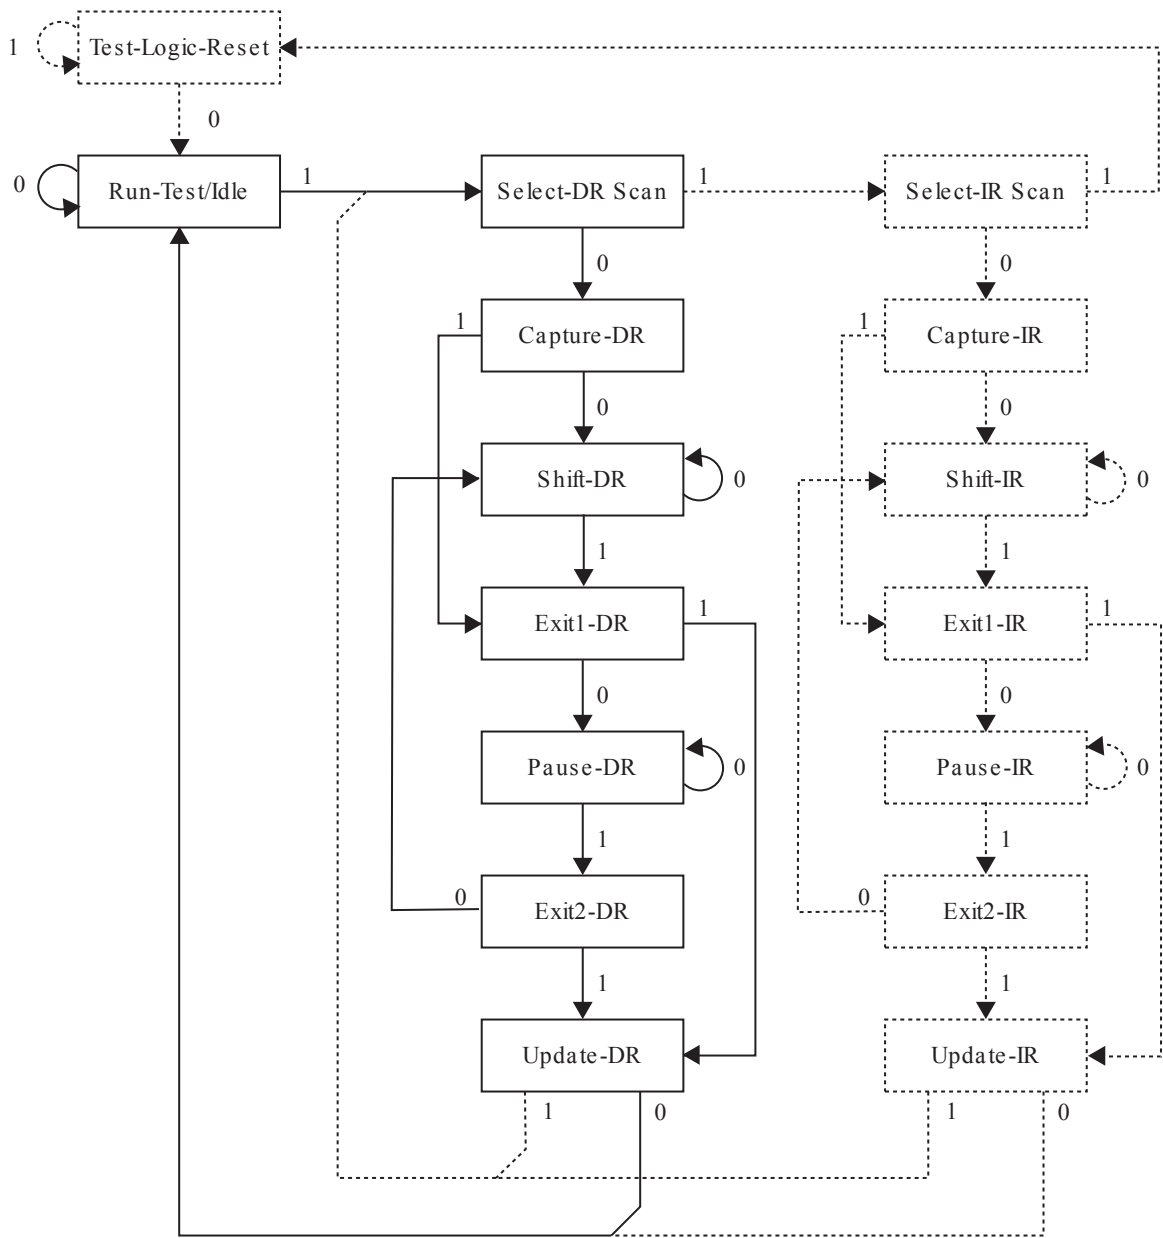 1
Test-Logic-Reset
0
0
Run-Test/Idle
1
Select-DR Scan
1
Select-IR Scan
1
0
0
1
Capture-DR
1
Capture-IR
0
0
Shift-DR
0
Shift-IR
0
1
1
Exit1-DR
1
Exit1-IR
1
0
0
Pause-DR
0
Pause-IR
0
1
1
0
Exit2-DR
0
Exit2-IR
1
1
Update-DR
Update-IR
1
0
1
0